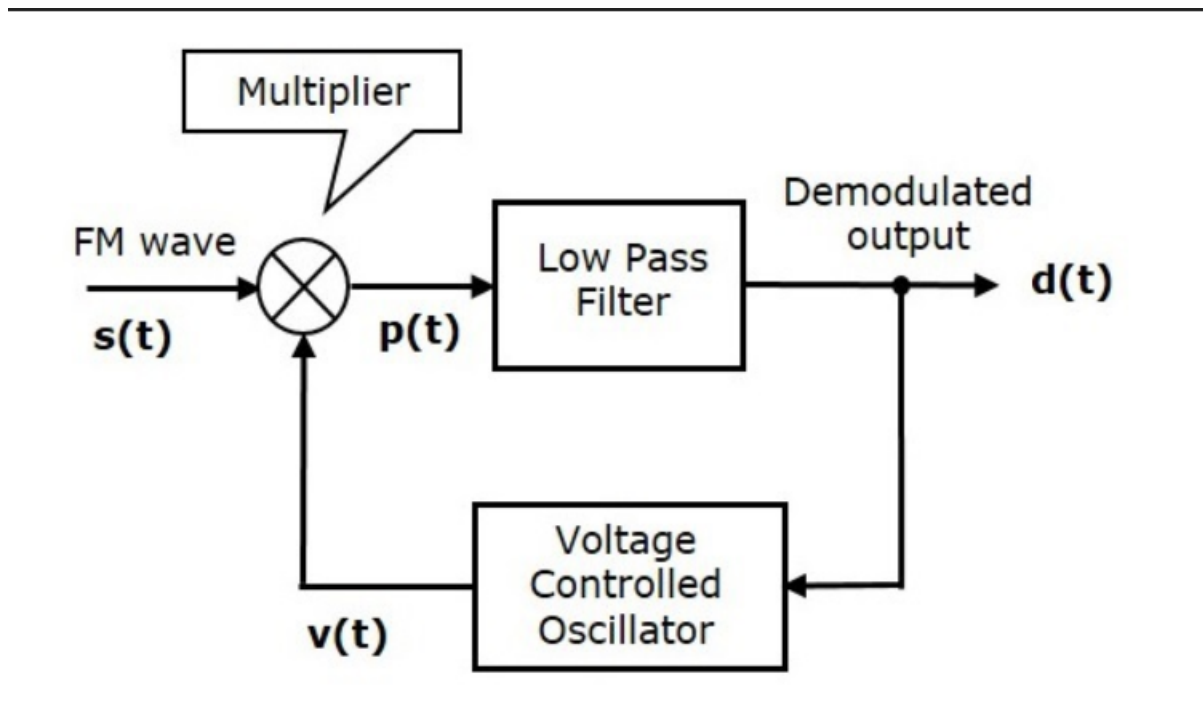 Multiplier
FM wave
s(t)
p(t)
Low Pass
Filter
Demodulated
output
d(t)
Voltage
Controlled
Oscillator
v(t)